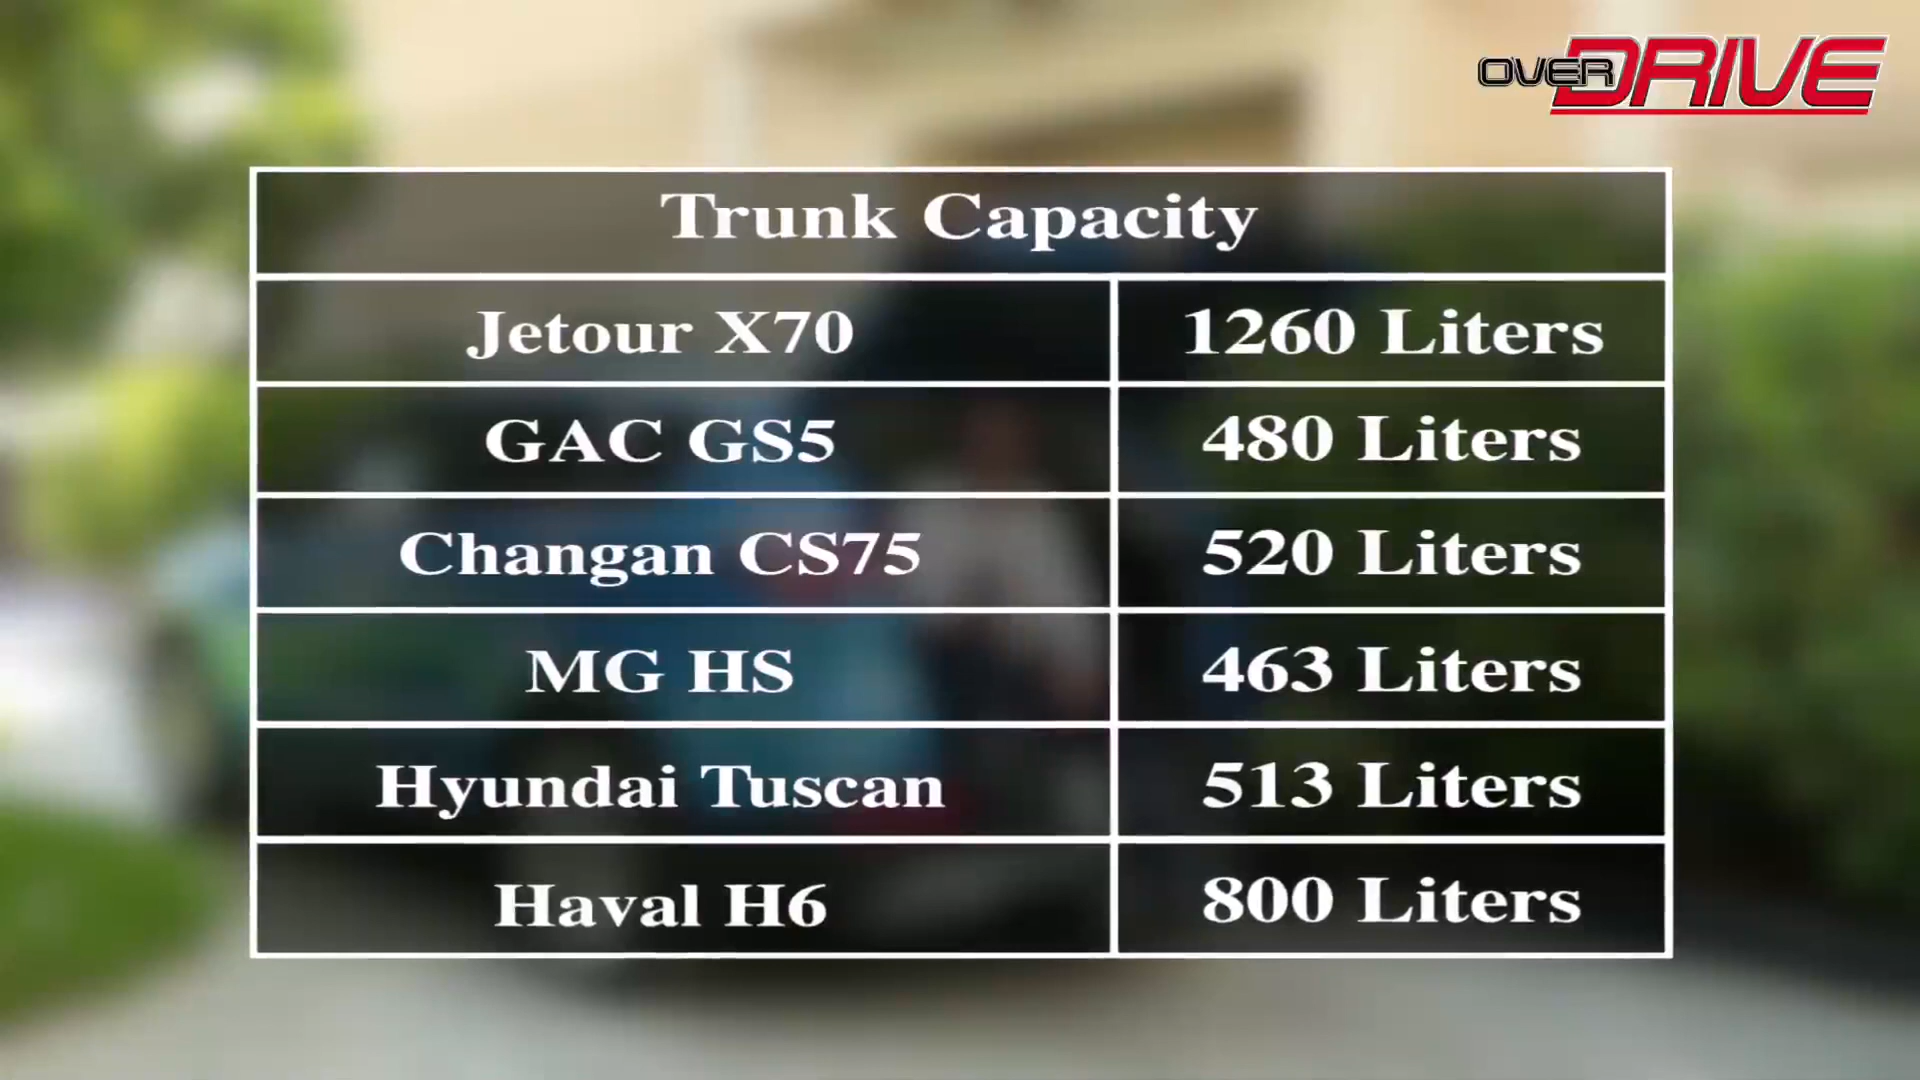 OVERDRIVE
Trunk Capacity
Jetour X70 1260 Liters
GAC GS5 480 Liters
Changan CS75 520 Liters
MG HS 463 Liters
Hyundai Tuscan 513 Liters
Haval H6 800 Liters